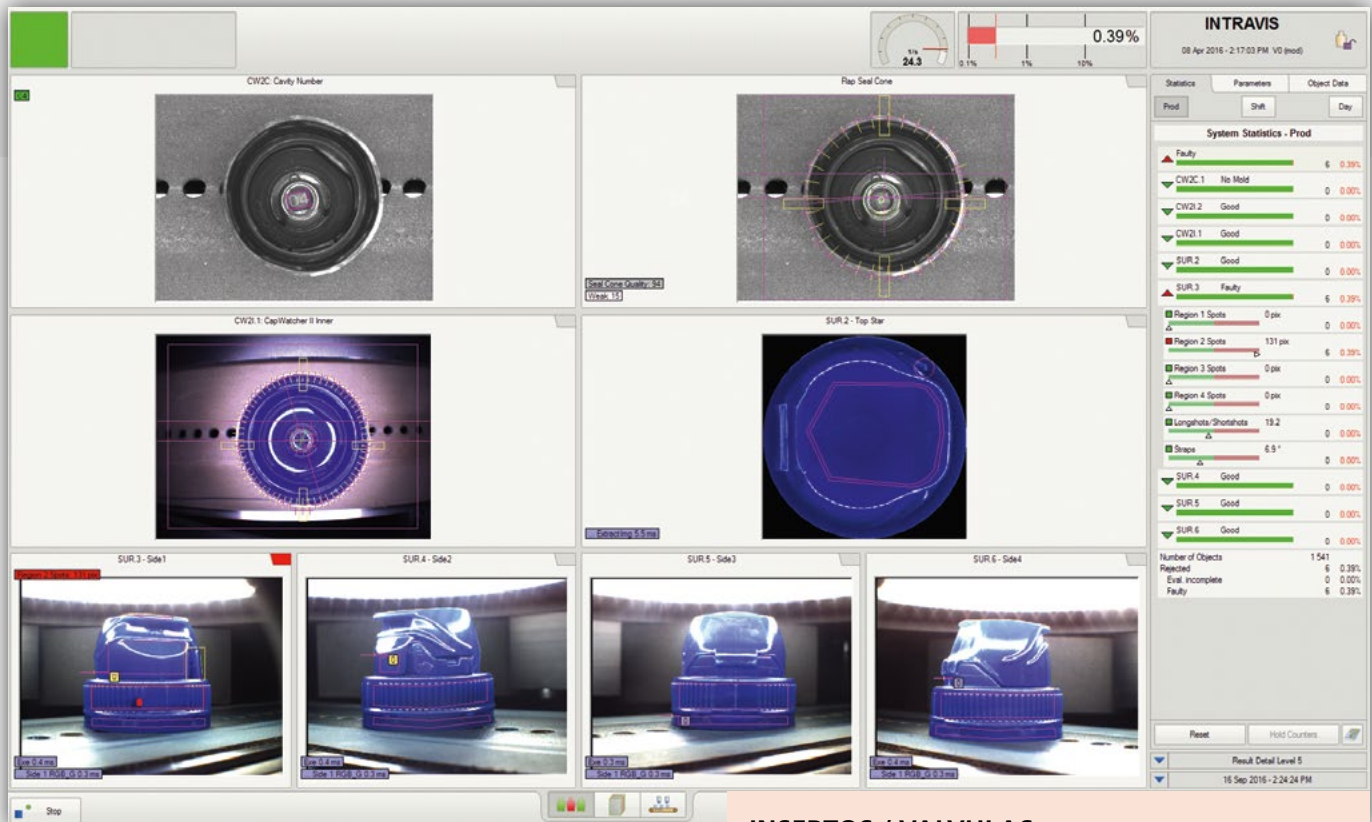 0.39%
1/s
24.3
0.1%
1%
10%
INTRAVIS
08 Apr 2016 - 2:17:03 PM V0 (mod)
CW2C: Cavity Number
04
Flap Seal Cone
Seal Cone Quality: 94
Weak: 15
CW2I.1: CapWatcher II Inner
SUR.2 - Top Star
Extracting 5.5 ms
SUR.3 - Side1
Region 2 Spots: 131 pix
0
Exe 0.4 ms
Side 1 RGB_G 0.3 ms
SUR.4 - Side2
0
Exe 0.4 ms
Side 1 RGB_G 0.3 ms
SUR.5 - Side3
0
Exe 0.3 ms
Side 1 RGB_G 0.3 ms
SUR.6 - Side4
0
Exe 0.4 ms
Side 1 RGB_G 0.3 ms
Statistics Parameters Object Data
Prod Shift Day
System Statistics - Prod
Faulty
6 0.39%
CW2C.1 No Mold
0 0.00%
CW2I.2 Good
0 0.00%
CW2I.1 Good
0 0.00%
SUR.2 Good
0 0.00%
SUR.3 Faulty
6 0.39%
Region 1 Spots 0 pix
0 0.00%
Region 2 Spots 131 pix
6 0.39%
Region 3 Spots 0 pix
0 0.00%
Region 4 Spots 0 pix
0 0.00%
Longshots/Shortshots 19.2
0 0.00%
Straps 6.9 °
0 0.00%
SUR.4 Good
0 0.00%
SUR.5 Good
0 0.00%
SUR.6 Good
0 0.00%
Number of Objects 1 541
Rejected 6 0.39%
Eval. incomplete 0 0.00%
Faulty 6 0.39%
Reset Hold Counters
Result Detail Level 5
16 Sep 2016 - 2:24:24 PM
Stop